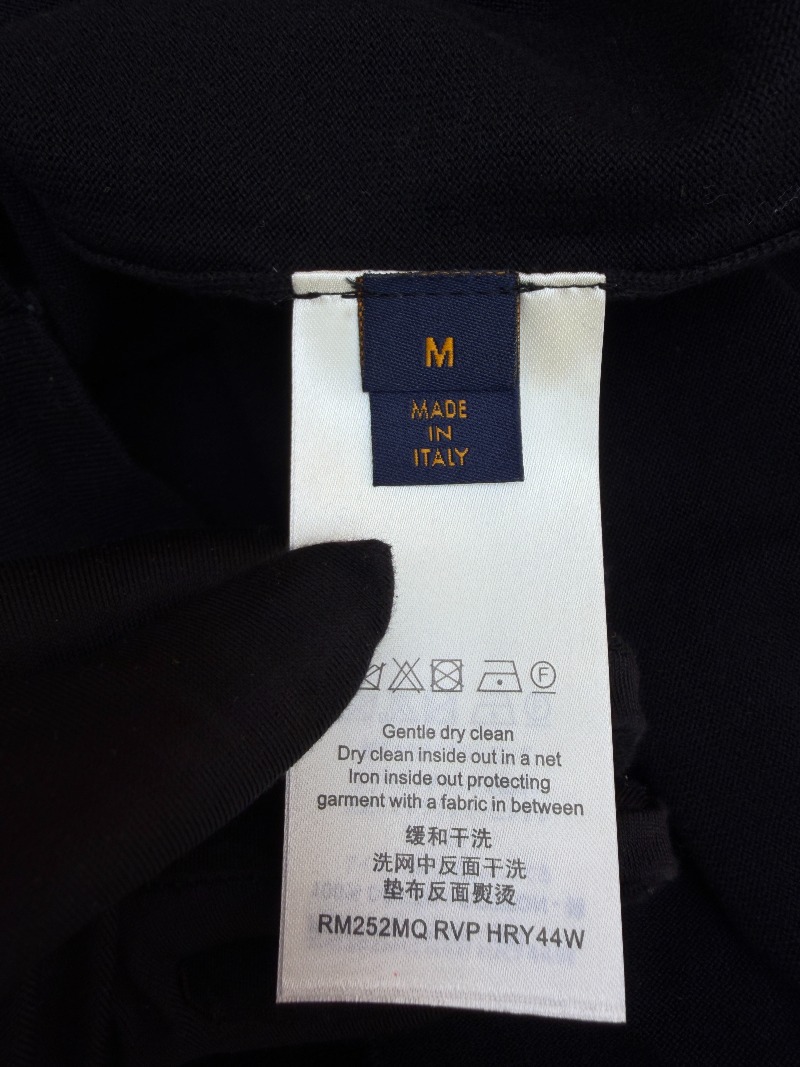 M
MADE
IN
ITALY
F
Gentle dry clean
Dry clean inside out in a net
Iron inside out protecting
garment with a fabric in between
缓和干洗
洗网中反面干洗
垫布反面熨烫
RM252MQ RVP HRY44W